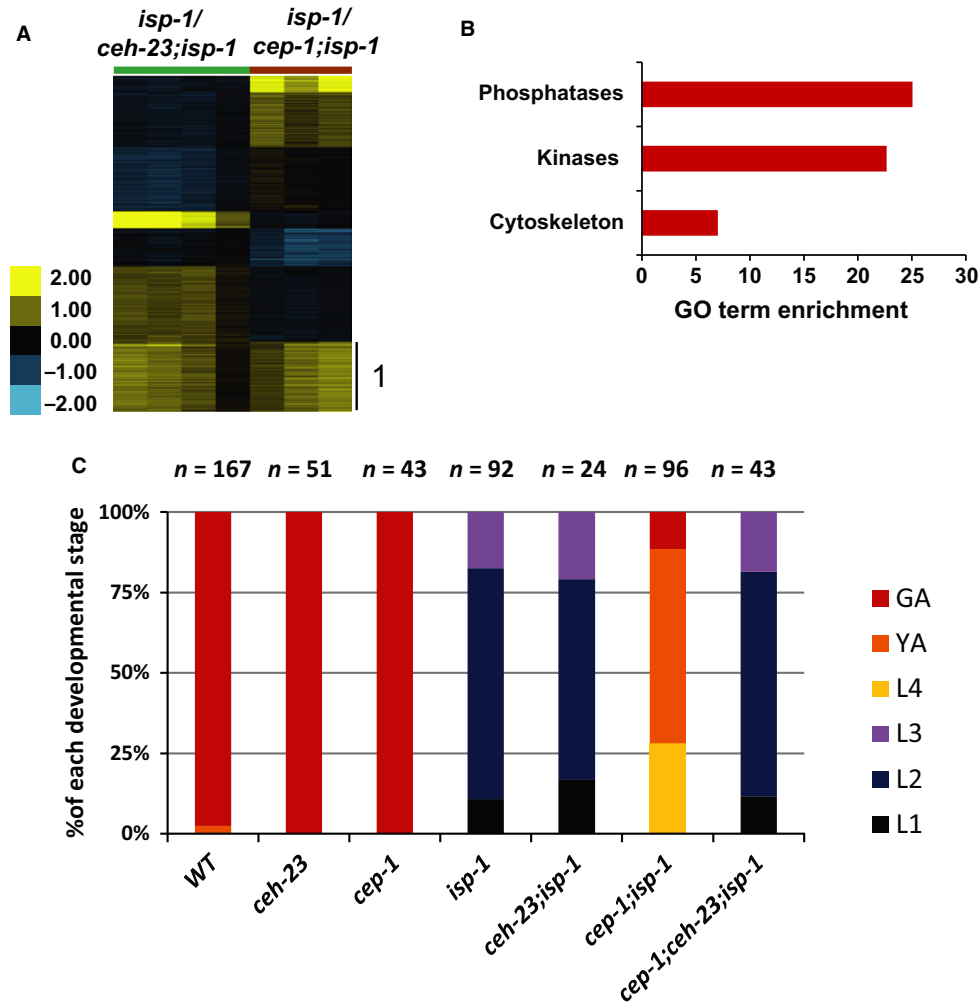 A
isp-1/
ceh-23;isp-1
isp-1/
cep-1;isp-1
2.00
1.00
0.00
–1.00
–2.00
1
B
Phosphatases
Kinases
Cytoskeleton
0 5 10 15 20 25 30
GO term enrichment
C
n = 167 n = 51 n = 43 n = 92 n = 24 n = 96 n = 43
%of each developmental stage
100%
75%
50%
25%
0%
WT
ceh-23
cep-1
isp-1
ceh-23;isp-1
cep-1;isp-1
cep-1;ceh-23;isp-1
GA
YA
L4
L3
L2
L1